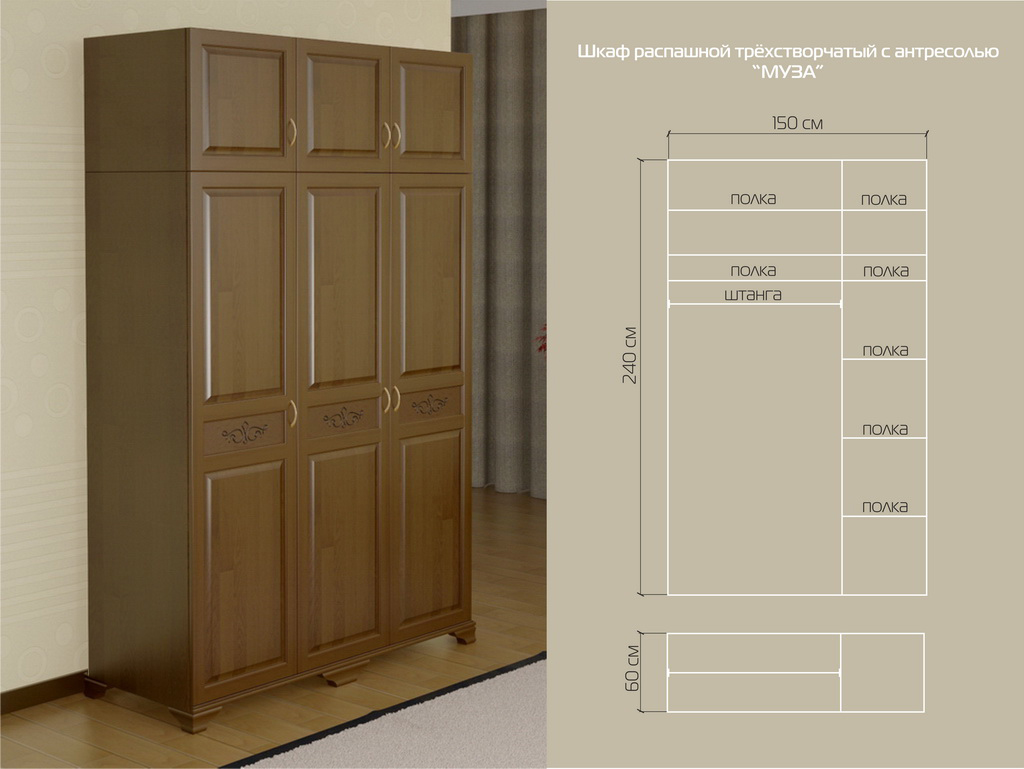 Шкаф распашной трёхстворчатый с антресолью
“МУЗА”
150 см
полка полка
полка полка
штанга
240 см
полка
полка
полка
60 см